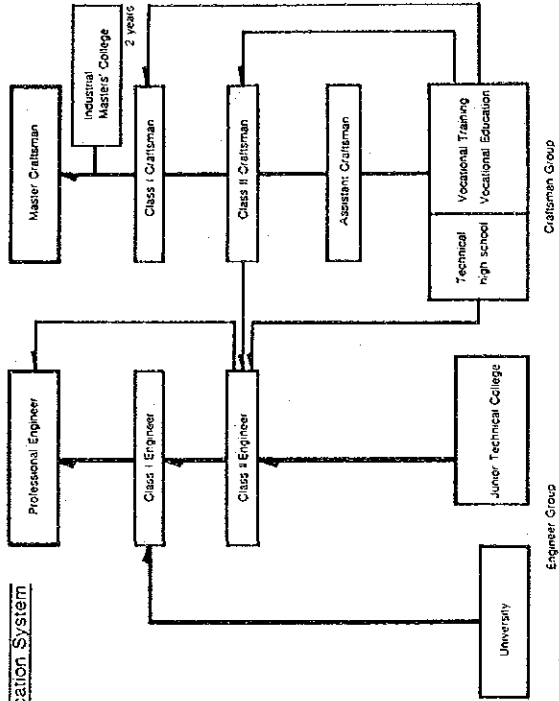 cation System
Professional Engineer
Class I Engineer
Class II Engineer
University
Junior Technical College
Engineer Group
Master Craftsman
Industrial
Masters' College
2 years
Class I Craftsman
Class II Craftsman
Assistant Craftsman
Technical
high school
Vocational Training
Vocational Education
Craftsman Group